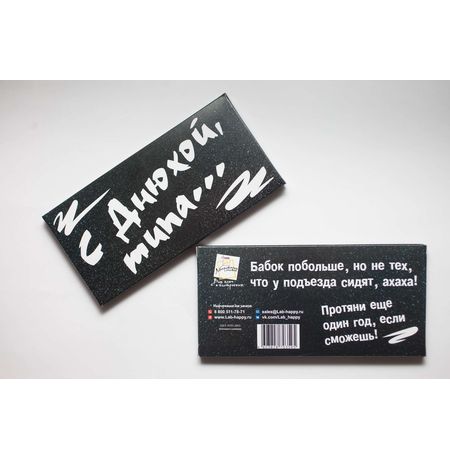 С Днюхой,
типа...
Бабок побольше, но не тех,
что у подъезда сидят, ахаха!
Протяни еще
один год, если
сможешь!
8 800 511-78-71
www.Lab-happy.ru
sales@Lab-happy.ru
vk.com/Lab_happy